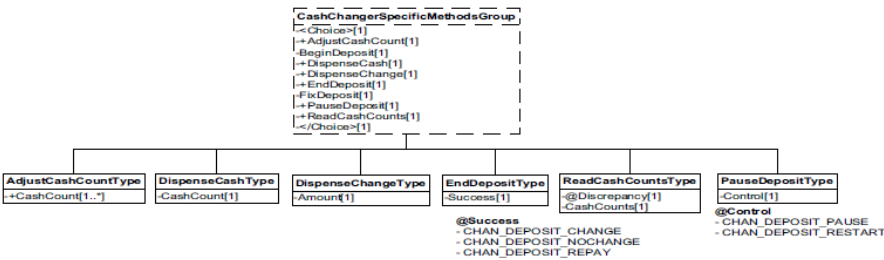 CashChangerSpecificMethodsGroup
-<Choice>[1]
-+AdjustCashCount[1]
-BeginDeposit[1]
-+DispenseCash[1]
-+DispenseChange[1]
-+EndDeposit[1]
-FixDeposit[1]
-+PauseDeposit[1]
-+ReadCashCounts[1]
-</Choice>[1]
AdjustCashCountType
-+CashCount[1..*]
DispenseCashType
-CashCount[1]
DispenseChangeType
-Amount[1]
EndDepositType
-Success[1]
@Success
- CHAN_DEPOSIT_CHANGE
- CHAN_DEPOSIT_NOCHANGE
- CHAN_DEPOSIT_REPAY
ReadCashCountsType
-@Discrepancy[1]
-CashCounts[1]
PauseDepositType
-Control[1]
@Control
- CHAN_DEPOSIT_PAUSE
- CHAN_DEPOSIT_RESTART